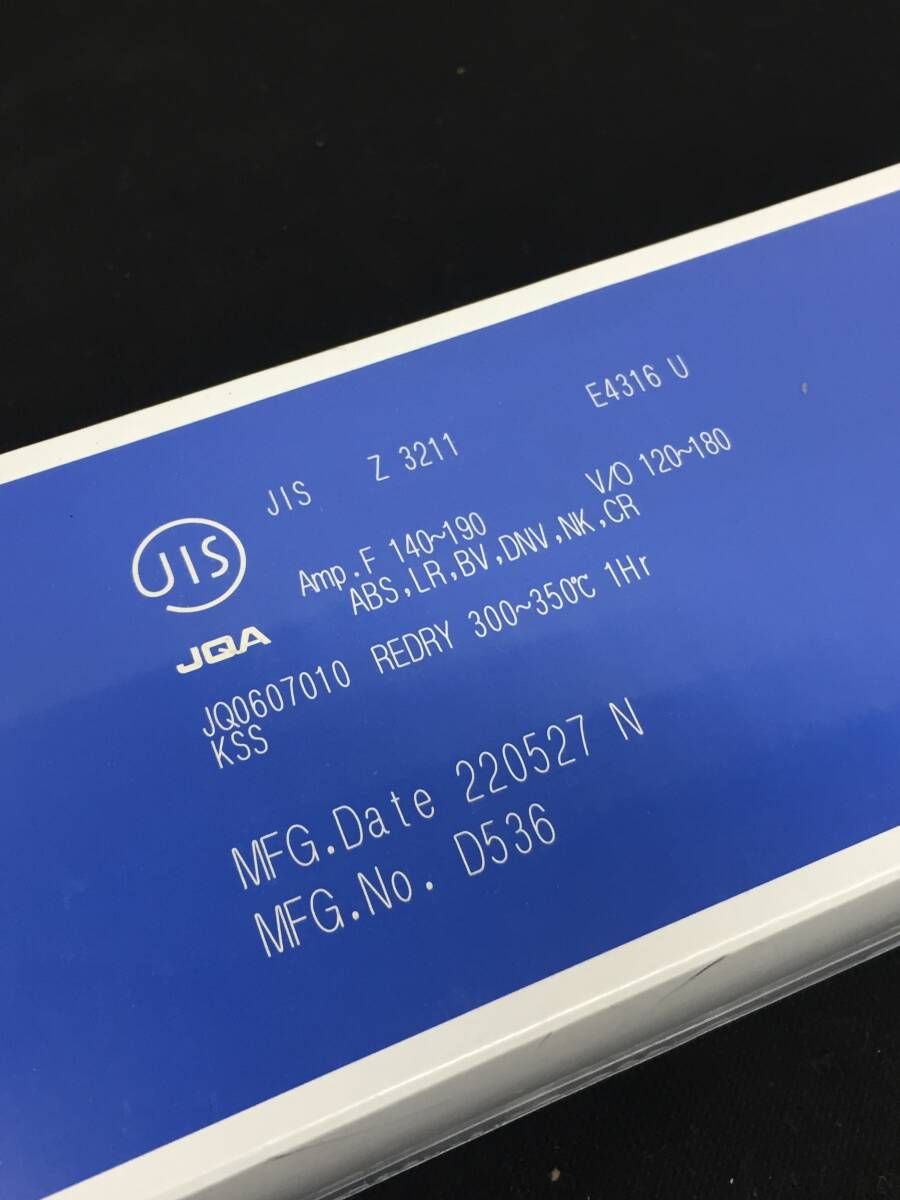 JIS Z 3211 E4316 U
JIS
Amp.F 140~190 V/O 120~180
ABS,LR,BV,DNV,NK,CR
JQA
JQ0607010 REDRY 300~350℃ 1Hr
KSS
MFG.Date 220527 N
MFG.No. D536